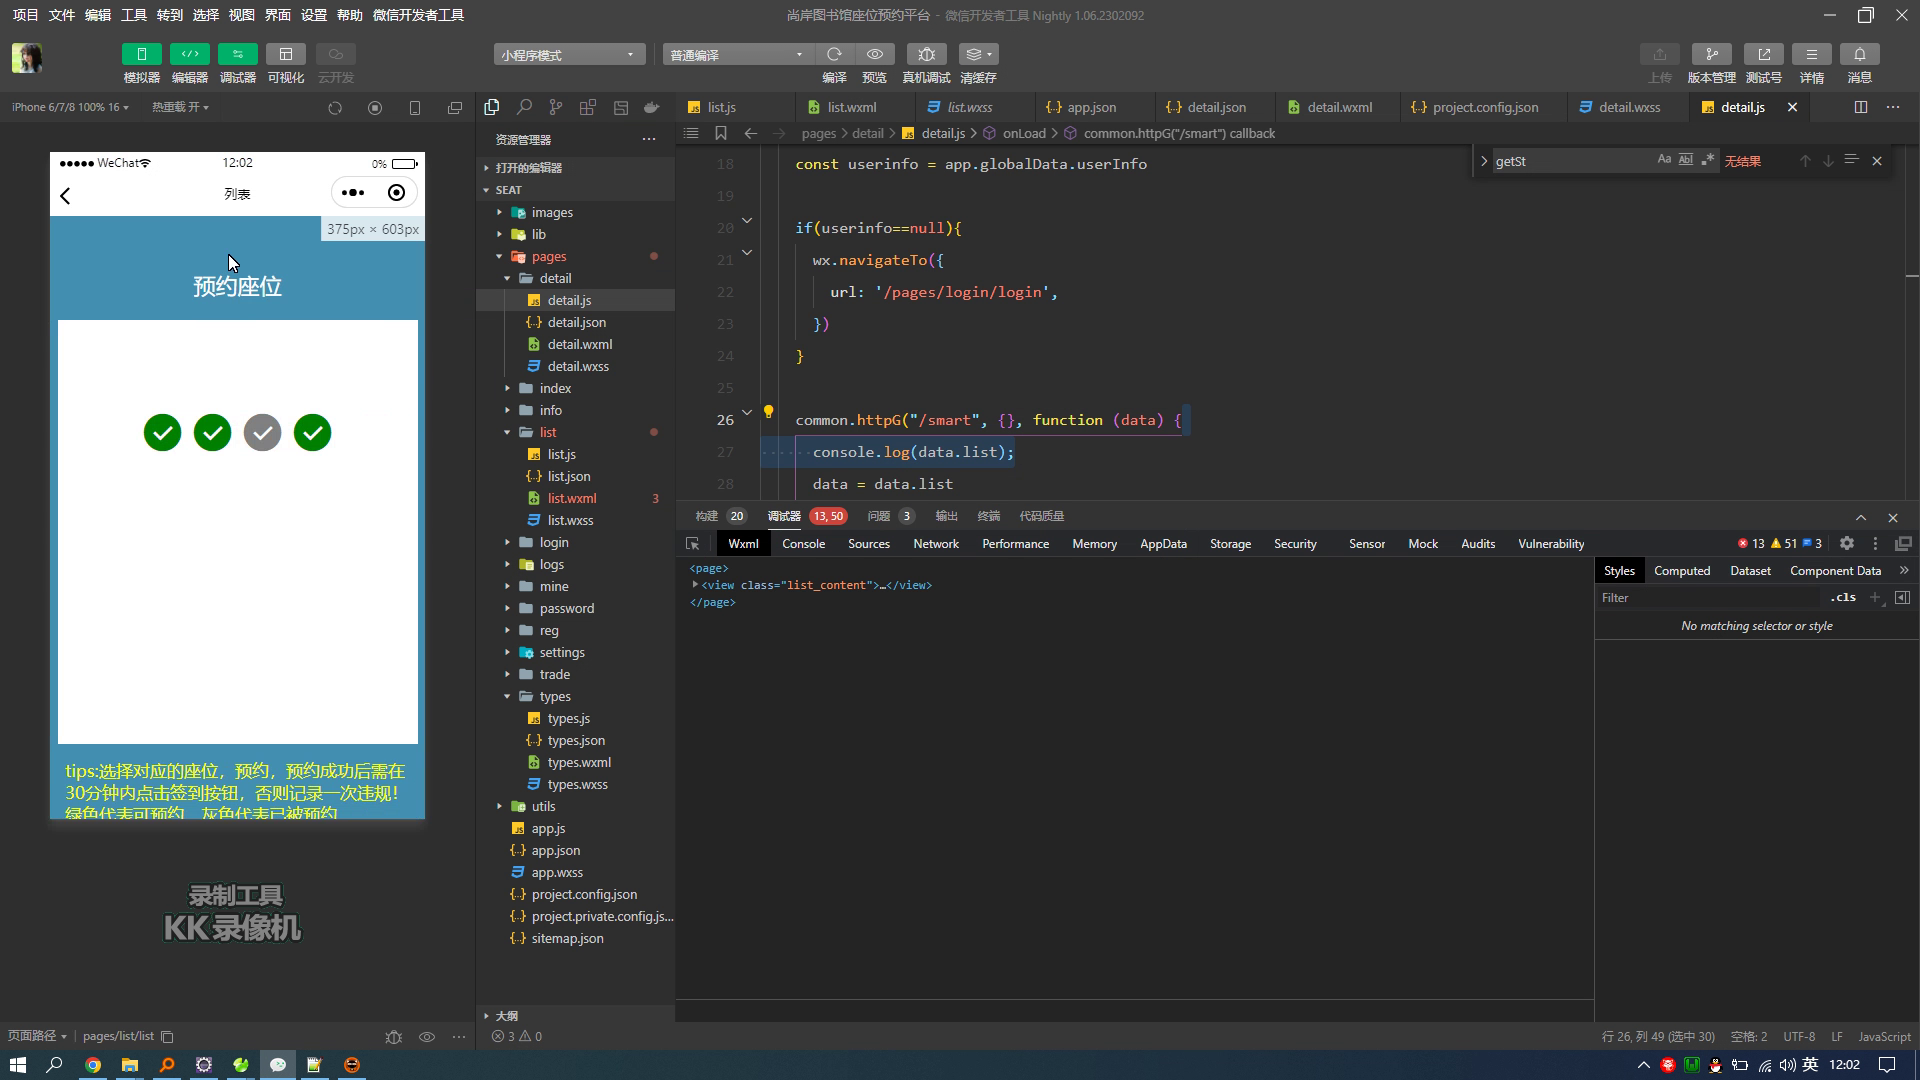 项目 文件 编辑 工具 转到 选择 视图 界面 设置 帮助 微信开发者工具
尚岸图书馆座位预约平台 - 微信开发者工具 Nightly 1.06.2302092
模拟器 编辑器 调试器 可视化 云开发
小程序模式 普通编译
编译 预览 真机调试 清缓存
上传 版本管理 测试号 详情 消息
iPhone 6/7/8 100% 16 热重载 开
WeChat 12:02 0%
列表
375px × 603px
预约座位
tips:选择对应的座位，预约，预约成功后需在
30分钟内点击签到按钮，否则记录一次违规！
绿色代表可预约，灰色代表已被预约
录制工具
KK录像机
页面路径 pages/list/list
资源管理器
打开的编辑器
SEAT
images
lib
pages
detail
detail.js
detail.json
detail.wxml
detail.wxss
index
info
list
list.js
list.json
list.wxml 3
list.wxss
login
logs
mine
password
reg
settings
trade
types
types.js
types.json
types.wxml
types.wxss
utils
app.js
app.json
app.wxss
project.config.json
project.private.config.js...
sitemap.json
大纲
3 0
list.js list.wxml list.wxss app.json detail.json detail.wxml project.config.json detail.wxss detail.js
pages > detail > detail.js > onLoad > common.httpG("/smart") callback
getSt Aa Abl .* 无结果
18 const userinfo = app.globalData.userInfo
19
20 if(userinfo==null){
21 wx.navigateTo({
22 url: '/pages/login/login',
23 })
24 }
25
26 common.httpG("/smart", {}, function (data) {
27 console.log(data.list);
28 data = data.list
构建 20 调试器 13, 50 问题 3 输出 终端 代码质量
Wxml Console Sources Network Performance Memory AppData Storage Security Sensor Mock Audits Vulnerability 13 51 3
<page>
<view class="list_content">…</view>
</page>
Styles Computed Dataset Component Data »
Filter .cls +
No matching selector or style
行 26, 列 49 (选中 30) 空格: 2 UTF-8 LF JavaScript
英 12:02